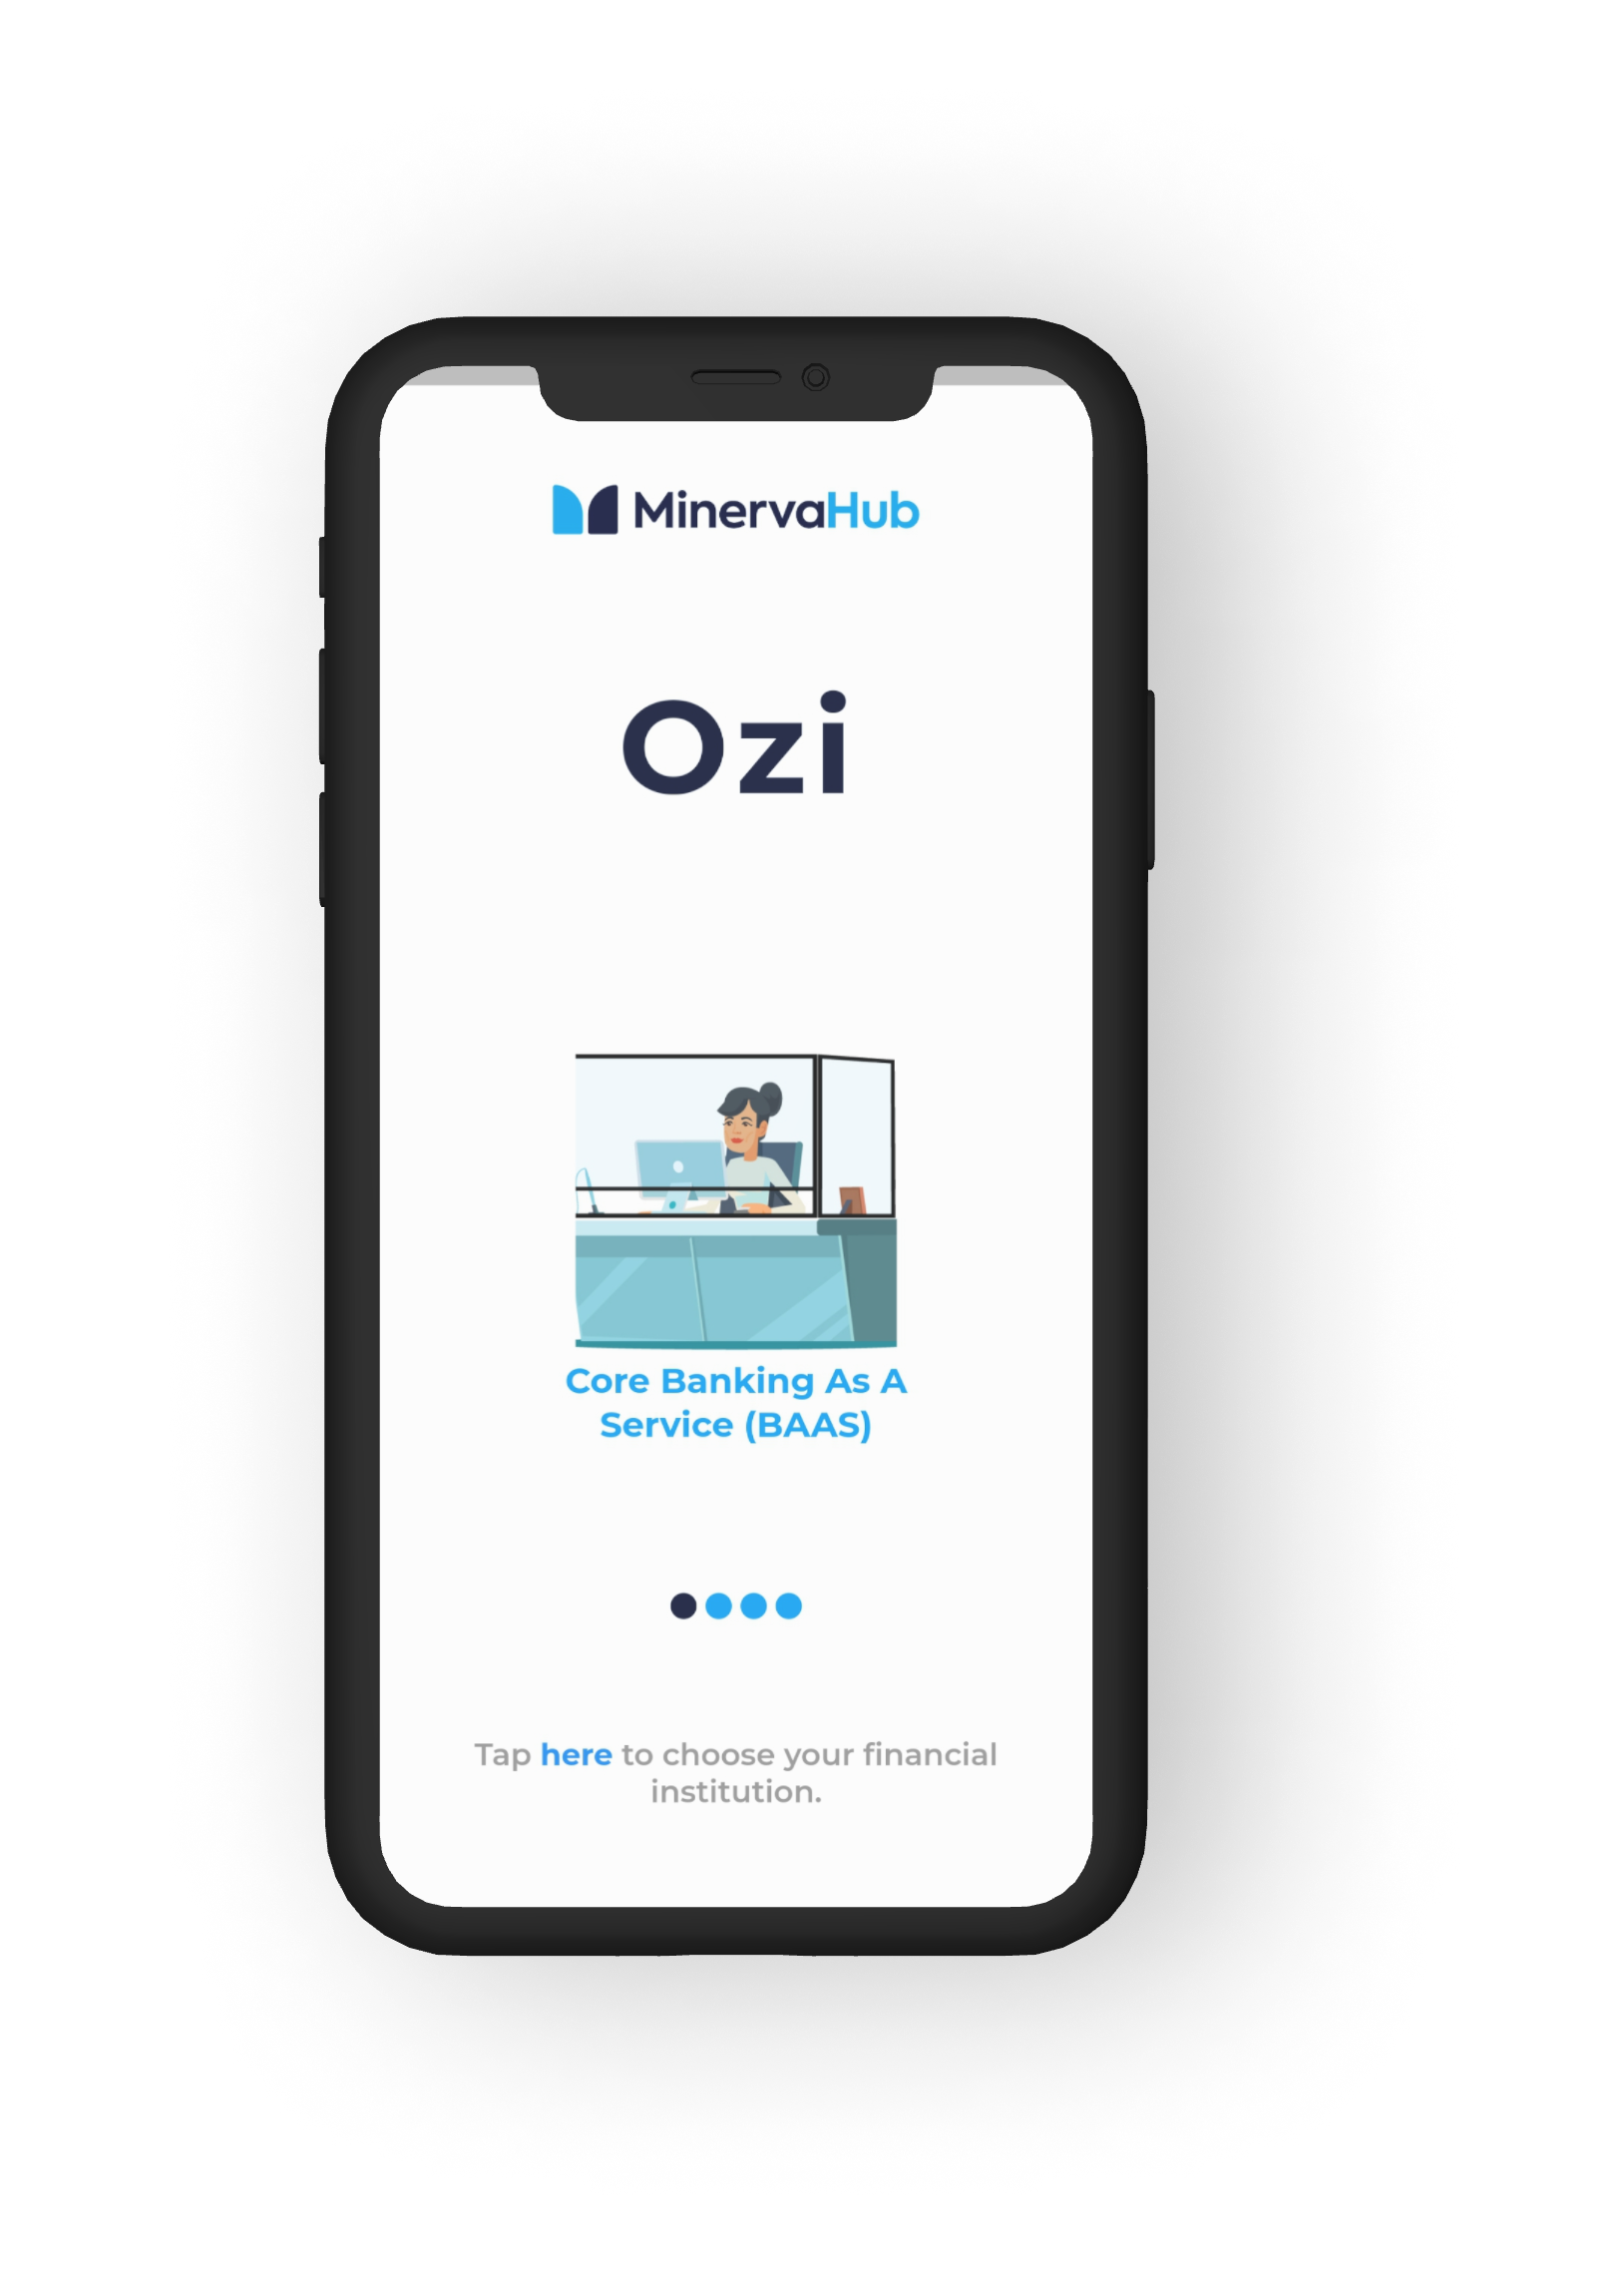 MinervaHub
Ozi
Core Banking As A
Service (BAAS)
Tap here to choose your financial
institution.